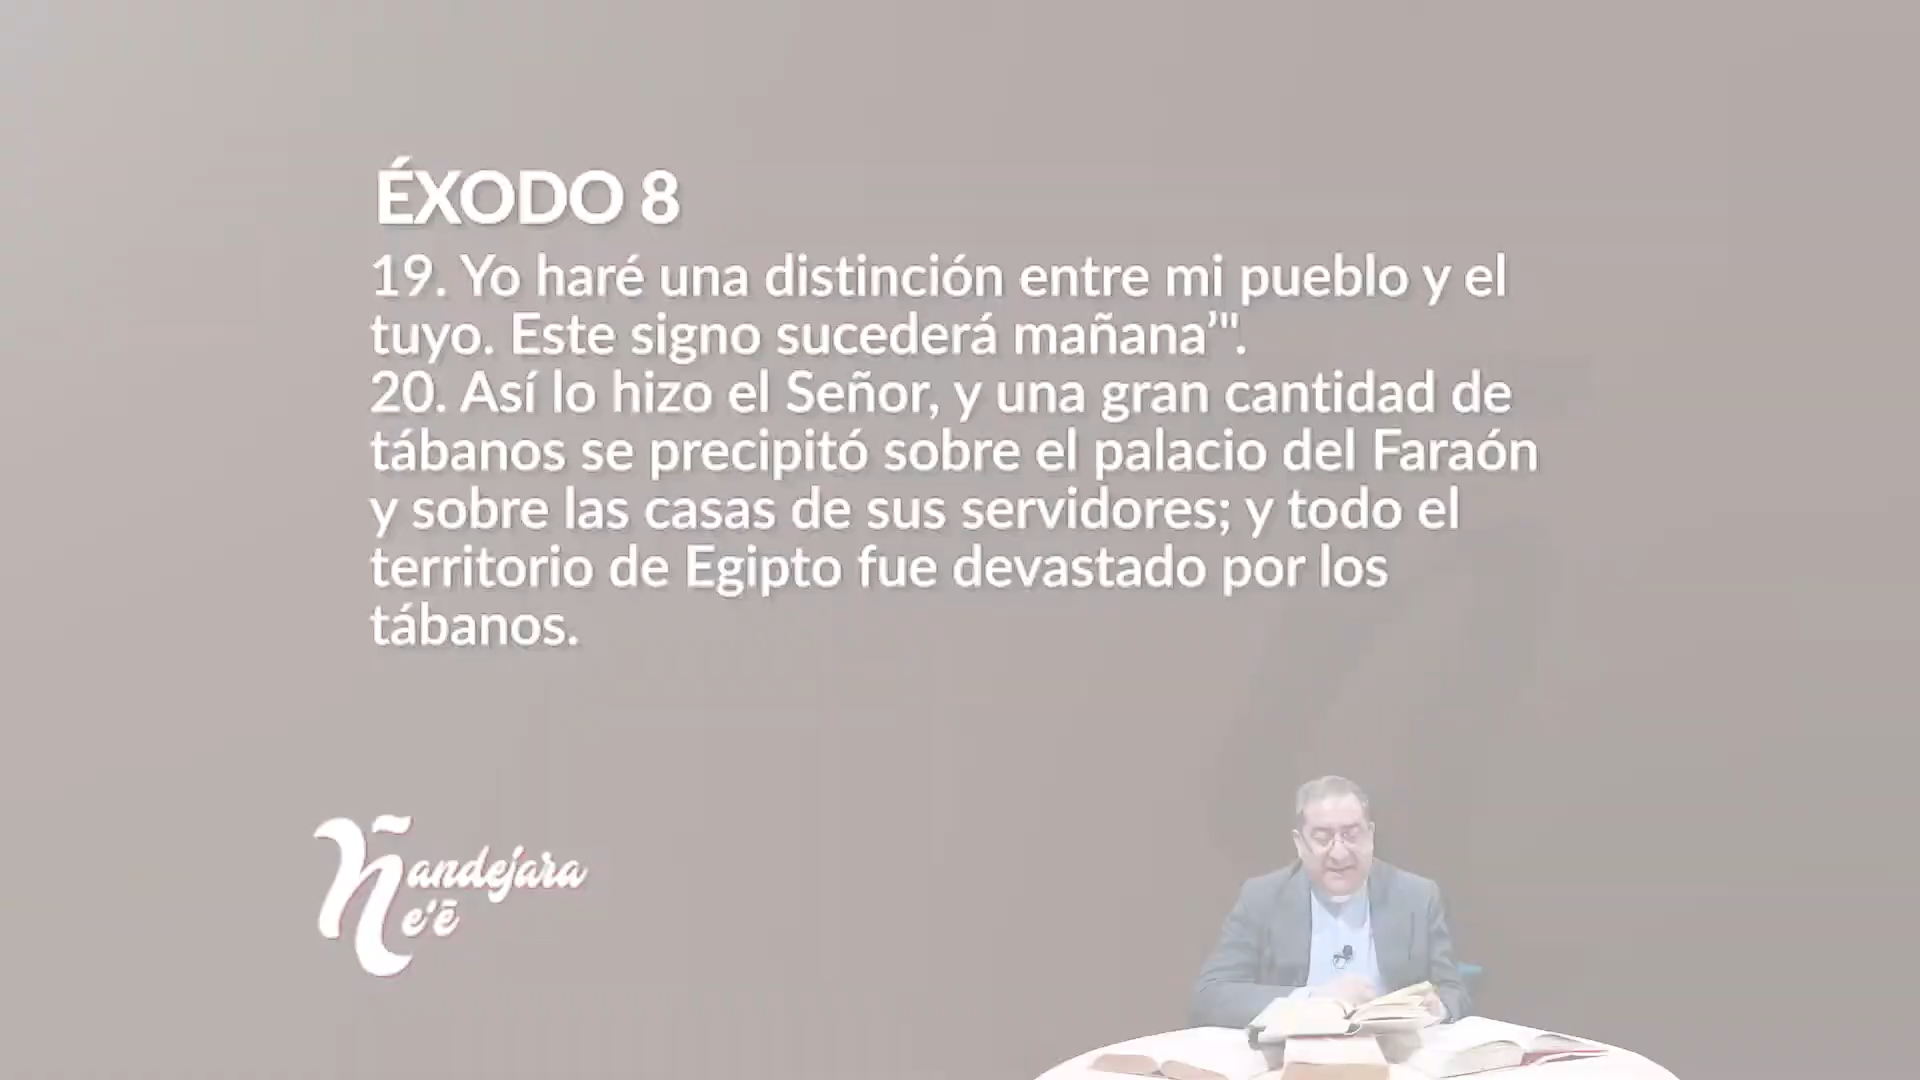 ÉXODO 8
19. Yo haré una distinción entre mi pueblo y el
tuyo. Este signo sucederá mañana’".
20. Así lo hizo el Señor, y una gran cantidad de
tábanos se precipitó sobre el palacio del Faraón
y sobre las casas de sus servidores; y todo el
territorio de Egipto fue devastado por los
tábanos.
Ñandejara
Ñe'ẽ